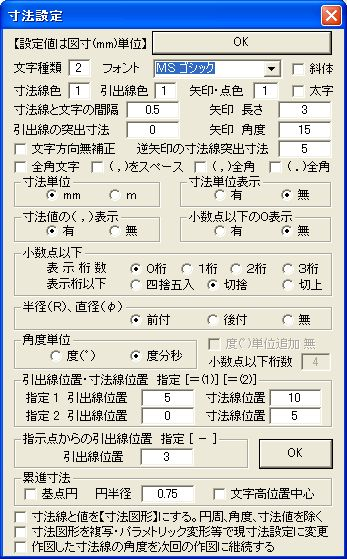 寸法設定
【設定値は図寸(mm)単位】 OK
文字種類 2 フォント MS ゴシック 斜体
寸法線色 1 引出線色 1 矢印・点色 1 太字
寸法線と文字の間隔 0.5 矢印 長さ 3
引出線の突出寸法 0 矢印 角度 15
文字方向無補正 逆矢印の寸法線突出寸法 5
全角文字 (,)をスペース (,)全角 (.)全角
寸法単位 寸法単位表示
mm m 有 無
寸法値の(,)表示 小数点以下の0表示
有 無 有 無
小数点以下
表示桁数 0桁 1桁 2桁 3桁
表示桁以下 四捨五入 切捨 切上
半径(R)、直径(φ)
前付 後付 無
角度単位 度(°)単位追加 無
度(°) 度分秒 小数点以下桁数 4
引出線位置・寸法線位置 指定 [=(1)] [=(2)]
指定1 引出線位置 5 寸法線位置 10
指定2 引出線位置 0 寸法線位置 5
指示点からの引出線位置 指定 [-]
引出線位置 3 OK
累進寸法
基点円 円半径 0.75 文字高位置中心
寸法線と値を【寸法図形】にする。円周、角度、寸法値を除く
寸法図形を複写・パラメトリック変形等で現寸法設定に変更
作図した寸法線の角度を次回の作図に継続する